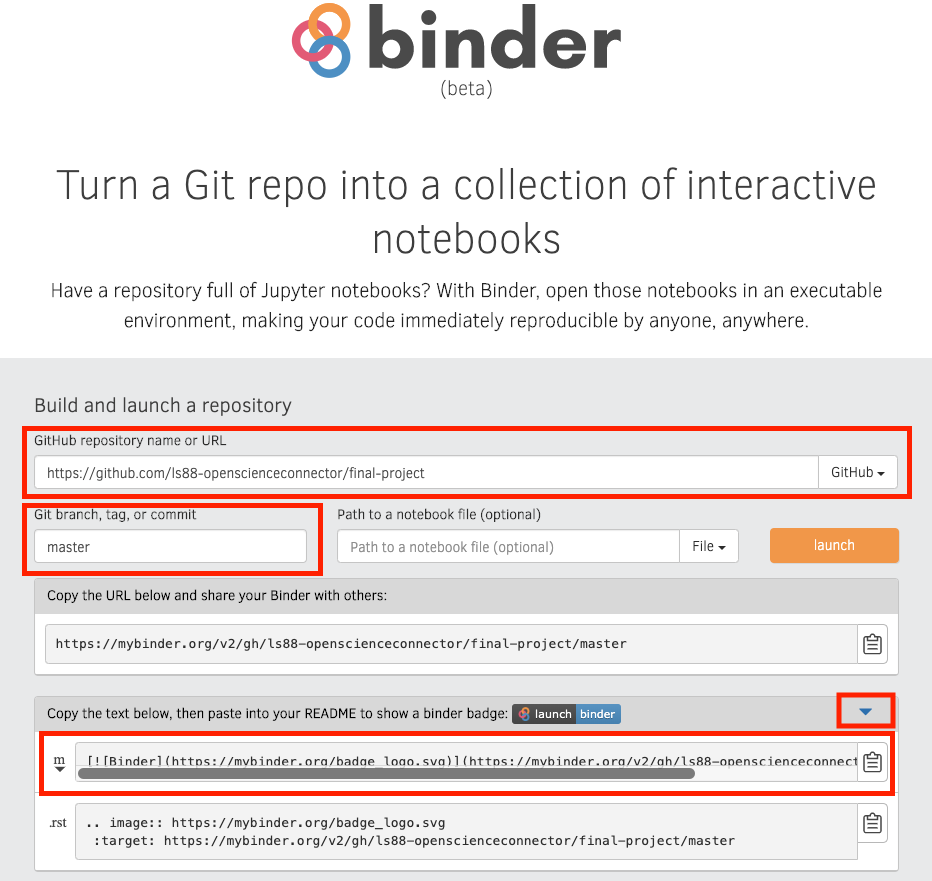 binder
(beta)
Turn a Git repo into a collection of interactive
notebooks
Have a repository full of Jupyter notebooks? With Binder, open those notebooks in an executable
environment, making your code immediately reproducible by anyone, anywhere.
Build and launch a repository
GitHub repository name or URL
https://github.com/ls88-openscienceconnector/final-project
GitHub
Git branch, tag, or commit
Path to a notebook file (optional)
master
Path to a notebook file (optional)
File
launch
Copy the URL below and share your Binder with others:
https://mybinder.org/v2/gh/ls88-openscienceconnector/final-project/master
Copy the text below, then paste into your README to show a binder badge: launch binder
m
[![Binder](https://mybinder.org/badge_logo.svg)](https://mybinder.org/v2/gh/ls88-openscienceconnect
.rst
.. image:: https://mybinder.org/badge_logo.svg
:target: https://mybinder.org/v2/gh/ls88-openscienceconnector/final-project/master